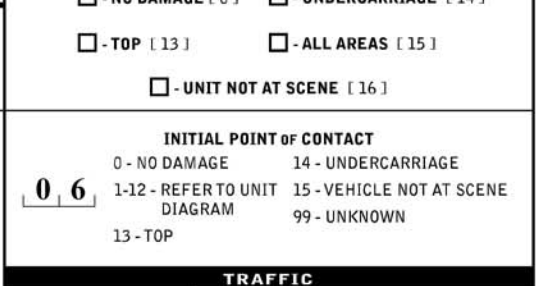 - NO DAMAGE [ 0 ] - UNDERCARRIAGE [ 14 ]
- TOP [ 13 ] - ALL AREAS [ 15 ]
- UNIT NOT AT SCENE [ 16 ]
INITIAL POINT OF CONTACT
0 - NO DAMAGE 14 - UNDERCARRIAGE
0 6 1-12 - REFER TO UNIT 15 - VEHICLE NOT AT SCENE
DIAGRAM 99 - UNKNOWN
13 - TOP
TRAFFIC